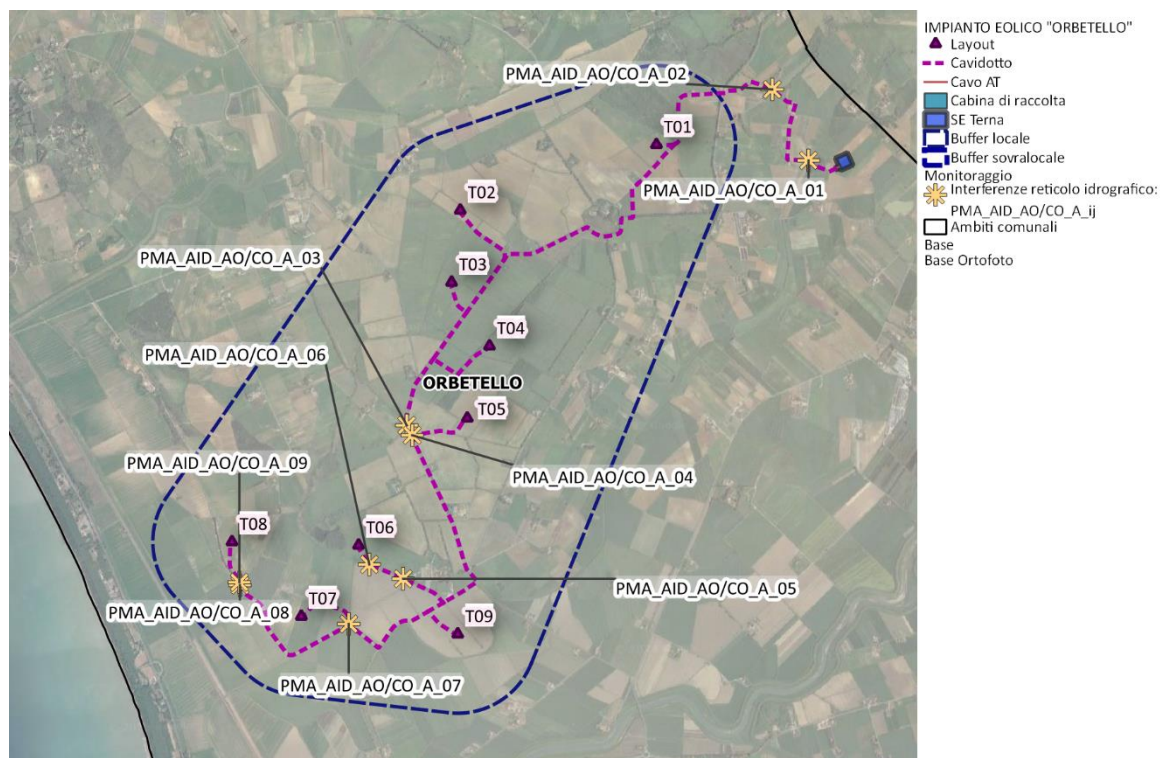 PMA_AID_AO/CO_A_02
T01
PMA_AID_AO/CO_A_01
T02
PMA_AID_AO/CO_A_03
T03
T04
PMA_AID_AO/CO_A_06
ORBETELLO
T05
PMA_AID_AO/CO_A_09
PMA_AID_AO/CO_A_04
T08
T06
PMA_AID_AO/CO_A_05
PMA_AID_AO/CO_A_08
T07
T09
PMA_AID_AO/CO_A_07
IMPIANTO EOLICO "ORBETELLO"
Layout
Cavidotto
Cavo AT
Cabina di raccolta
SE Terna
Buffer locale
Buffer sovralocale
Monitoraggio
Interferenze reticolo idrografico:
PMA_AID_AO/CO_A_ij
Ambiti comunali
Base
Base Ortofoto